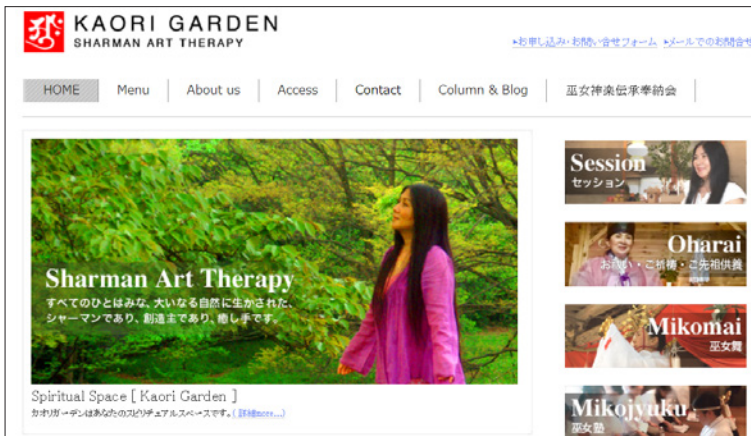 KAORI GARDEN
SHARMAN ART THERAPY
お申し込み・お問い合せフォーム メールでのお問合せ
HOME Menu About us Access Contact Column & Blog 巫女神楽伝承奉納会
Sharman Art Therapy
すべてのひとはみな、大いなる自然に生かされた、
シャーマンであり、創造主であり、癒し手です。
Spiritual Space [ Kaori Garden ]
カオリガーデンはあなたのスピリチュアルスペースです。( 詳細more...)
Session
セッション
Oharai
お祓い・ご祈祷・ご先祖供養
Mikomai
巫女舞
Mikojyuku
巫女塾